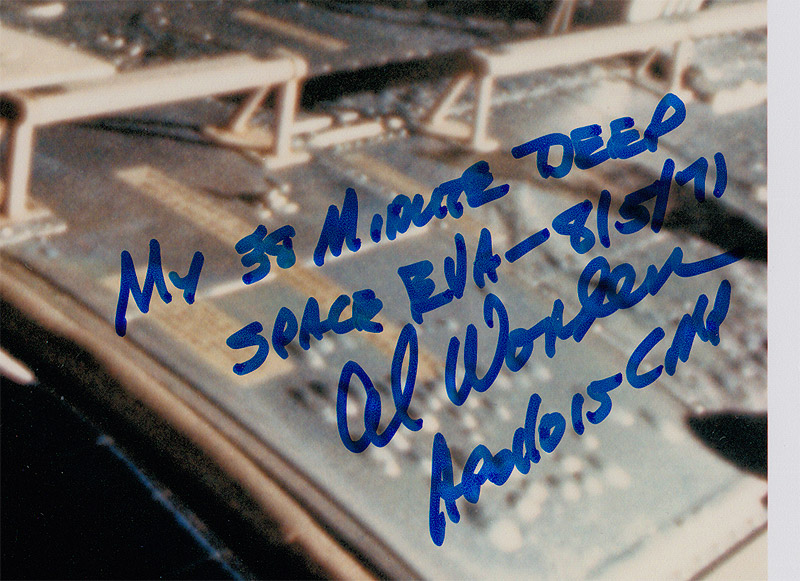 My 38 MINUTE DEEP
SPACE EVA - 8/5/71
Al Worden
Apollo 15 CMP